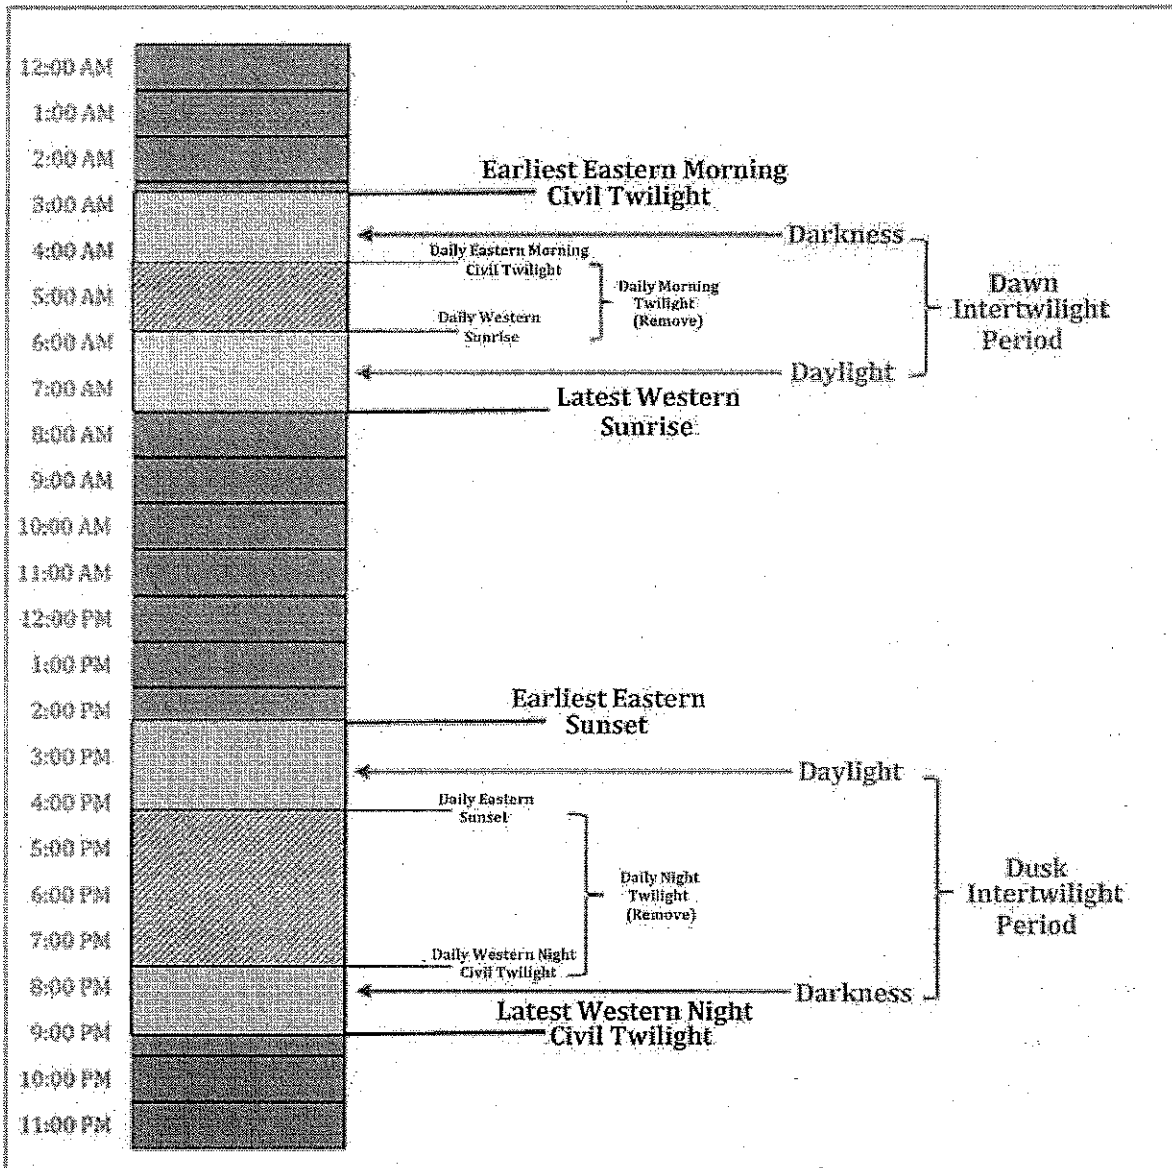 12:00 AM
1:00 AM
2:00 AM
3:00 AM
4:00 AM
5:00 AM
6:00 AM
7:00 AM
8:00 AM
9:00 AM
10:00 AM
11:00 AM
12:00 PM
1:00 PM
2:00 PM
3:00 PM
4:00 PM
5:00 PM
6:00 PM
7:00 PM
8:00 PM
9:00 PM
10:00 PM
11:00 PM
Earliest Eastern Morning
Civil Twilight
Darkness
Daily Eastern Morning
Civil Twilight
Daily Morning
Twilight
(Remove)
Dawn
Intertwilight
Period
Daily Western
Sunrise
Daylight
Latest Western
Sunrise
Earliest Eastern
Sunset
Daylight
Daily Eastern
Sunset
Daily Night
Twilight
(Remove)
Dusk
Intertwilight
Period
Daily Western Night
Civil Twilight
Darkness
Latest Western Night
Civil Twilight